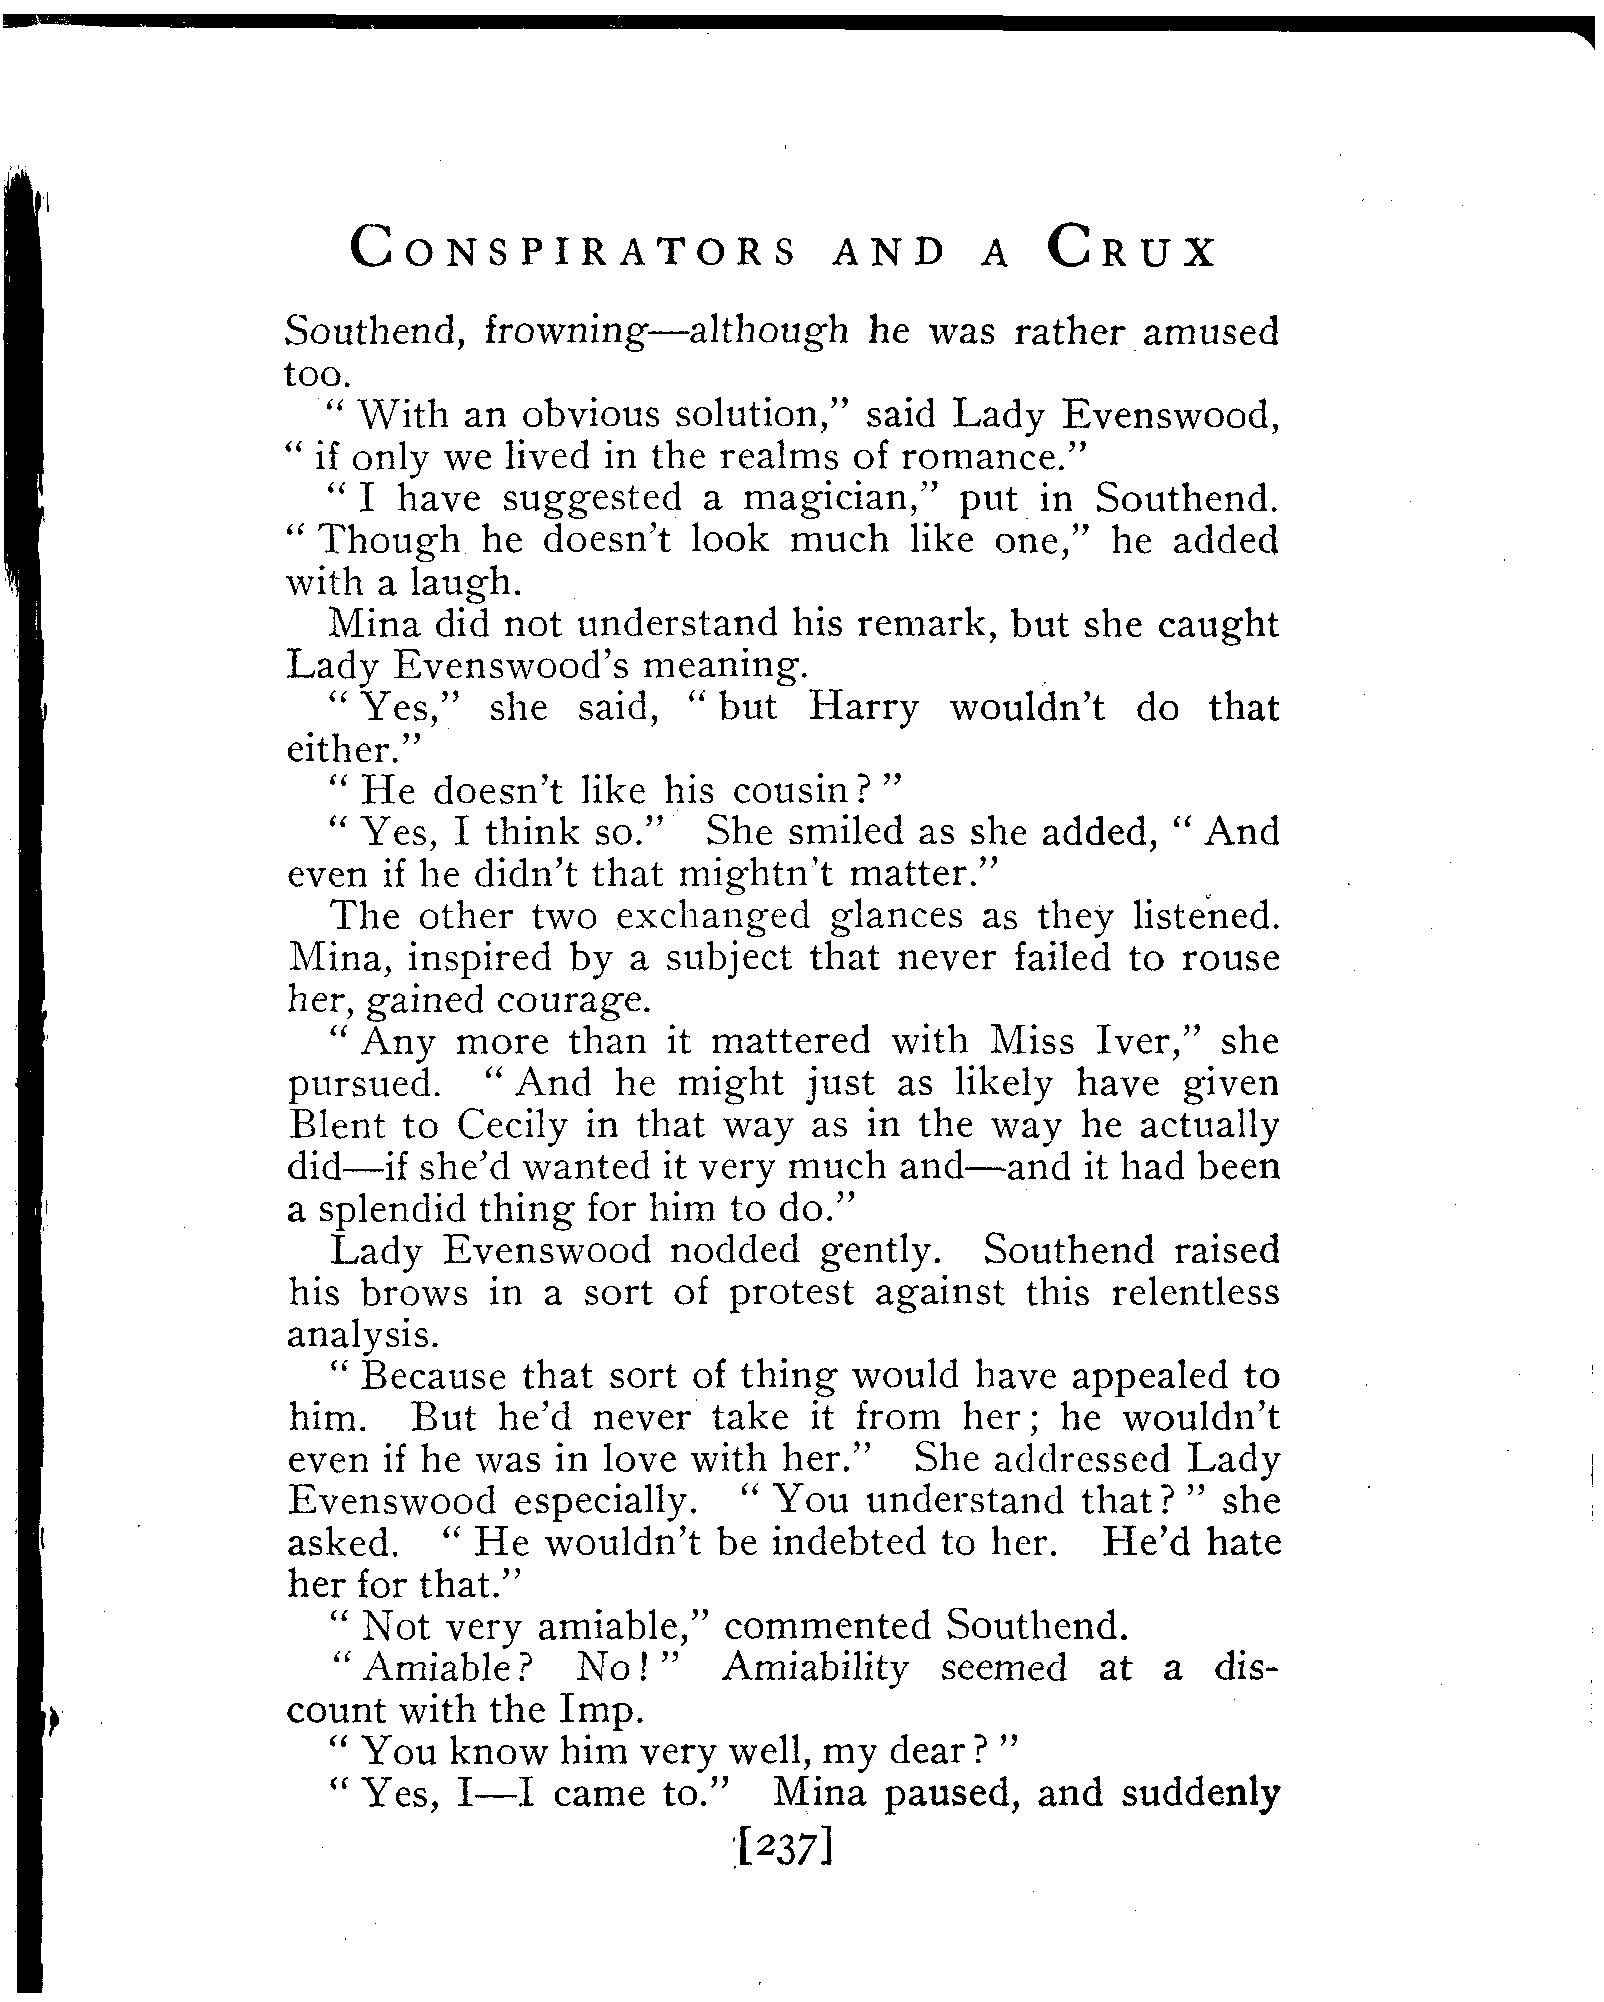 Conspirators and a Crux
Southend, frowning—although he was rather amused
too.
“ With an obvious solution,” said Lady Evenswood,
“ if only we lived in the realms of romance.”
“ I have suggested a magician,” put in Southend.
“ Though he doesn’t look much like one,” he added
with a laugh.
Mina did not understand his remark, but she caught
Lady Evenswood’s meaning.
“ Yes,” she said, “ but Harry wouldn’t do that
either.”
“ He doesn’t like his cousin? ”
“ Yes, I think so.” She smiled as she added, “ And
even if he didn’t that mightn’t matter.”
The other two exchanged glances as they listened.
Mina, inspired by a subject that never failed to rouse
her, gained courage.
“ Any more than it mattered with Miss Iver,” she
pursued. “ And he might just as likely have given
Blent to Cecily in that way as in the way he actually
did—if she’d wanted it very much and—and it had been
a splendid thing for him to do.”
Lady Evenswood nodded gently. Southend raised
his brows in a sort of protest against this relentless
analysis.
“ Because that sort of thing would have appealed to
him. But he’d never take it from her; he wouldn’t
even if he was in love with her.” She addressed Lady
Evenswood especially. “ You understand that? ” she
asked. “ He wouldn’t be indebted to her. He’d hate
her for that.”
“ Not very amiable,” commented Southend.
“ Amiable? No! ” Amiability seemed at a dis-
count with the Imp.
“ You know him very well, my dear? ”
“ Yes, I—I came to.” Mina paused, and suddenly
[237]